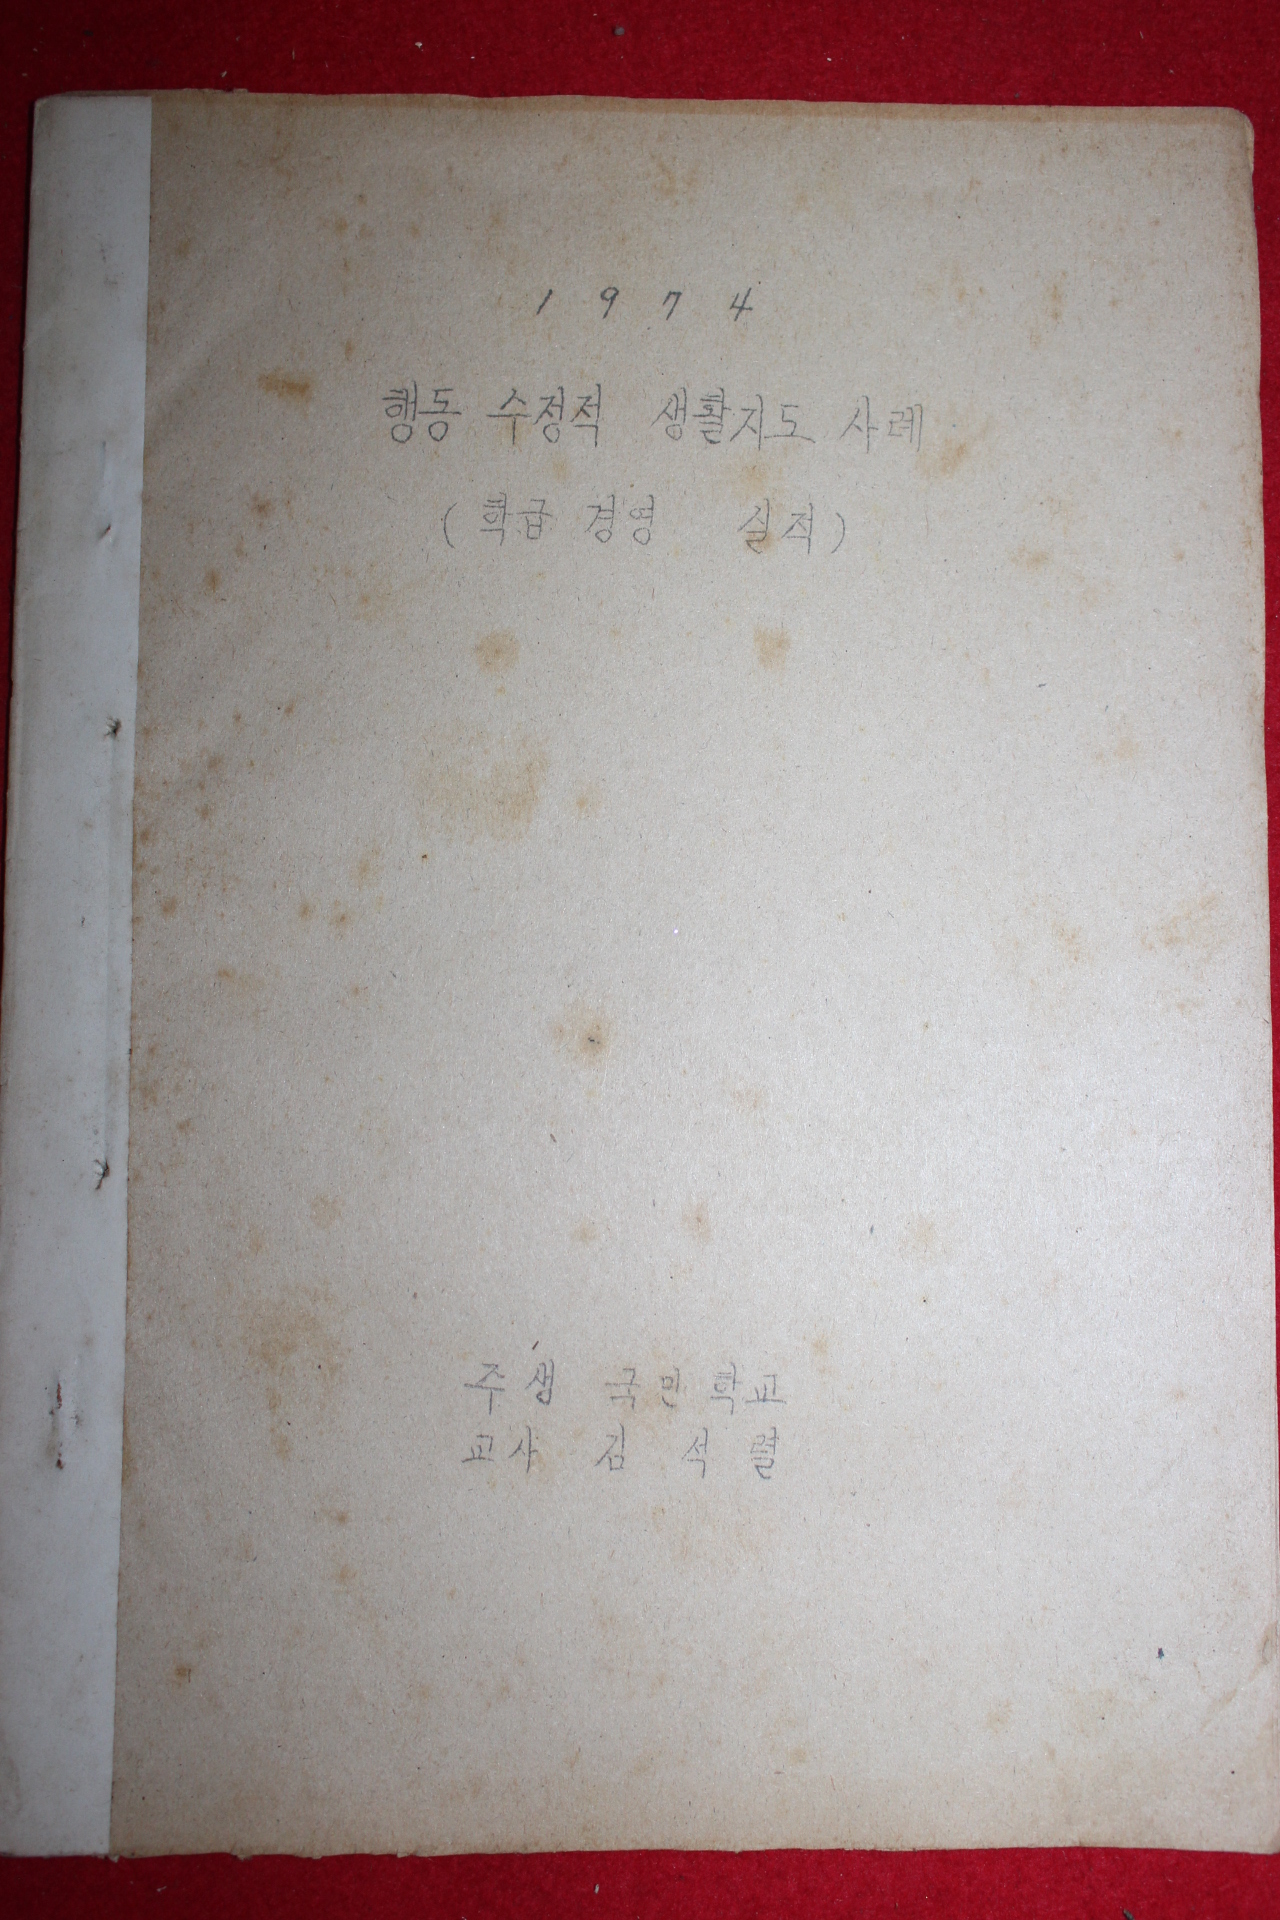 1974
행동 수정적 생활지도 사례
(학급 경영 실적)
주생 국민학교
교사 김석렬